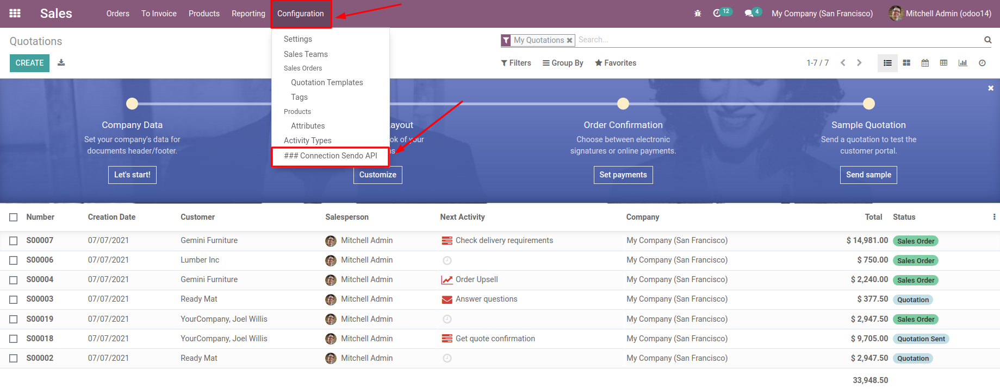 Sales Orders To Invoice Products Reporting Configuration 12 4 My Company (San Francisco) Mitchell Admin (odoo14)
Quotations
My Quotations Search...
CREATE
Filters Group By Favorites 1-7 / 7
Settings
Sales Teams
Sales Orders
Quotation Templates
Tags
Products
Attributes
Activity Types
### Connection Sendo API
Company Data
Set your company's data for
documents header/footer.
Let's start!
ayout
ok of your
Customize
Order Confirmation
Choose between electronic
signatures or online payments.
Set payments
Sample Quotation
Send a quotation to test the
customer portal.
Send sample
Number Creation Date Customer Salesperson Next Activity Company Total Status
S00007 07/07/2021 Gemini Furniture Mitchell Admin Check delivery requirements My Company (San Francisco) $ 14,981.00 Sales Order
S00006 07/07/2021 Lumber Inc Mitchell Admin My Company (San Francisco) $ 750.00 Sales Order
S00004 07/07/2021 Gemini Furniture Mitchell Admin Order Upsell My Company (San Francisco) $ 2,240.00 Sales Order
S00003 07/07/2021 Ready Mat Mitchell Admin Answer questions My Company (San Francisco) $ 377.50 Quotation
S00019 07/07/2021 YourCompany, Joel Willis Mitchell Admin My Company (San Francisco) $ 2,947.50 Sales Order
S00018 07/07/2021 YourCompany, Joel Willis Mitchell Admin Get quote confirmation My Company (San Francisco) $ 9,705.00 Quotation Sent
S00002 07/07/2021 Ready Mat Mitchell Admin My Company (San Francisco) $ 2,947.50 Quotation
33,948.50